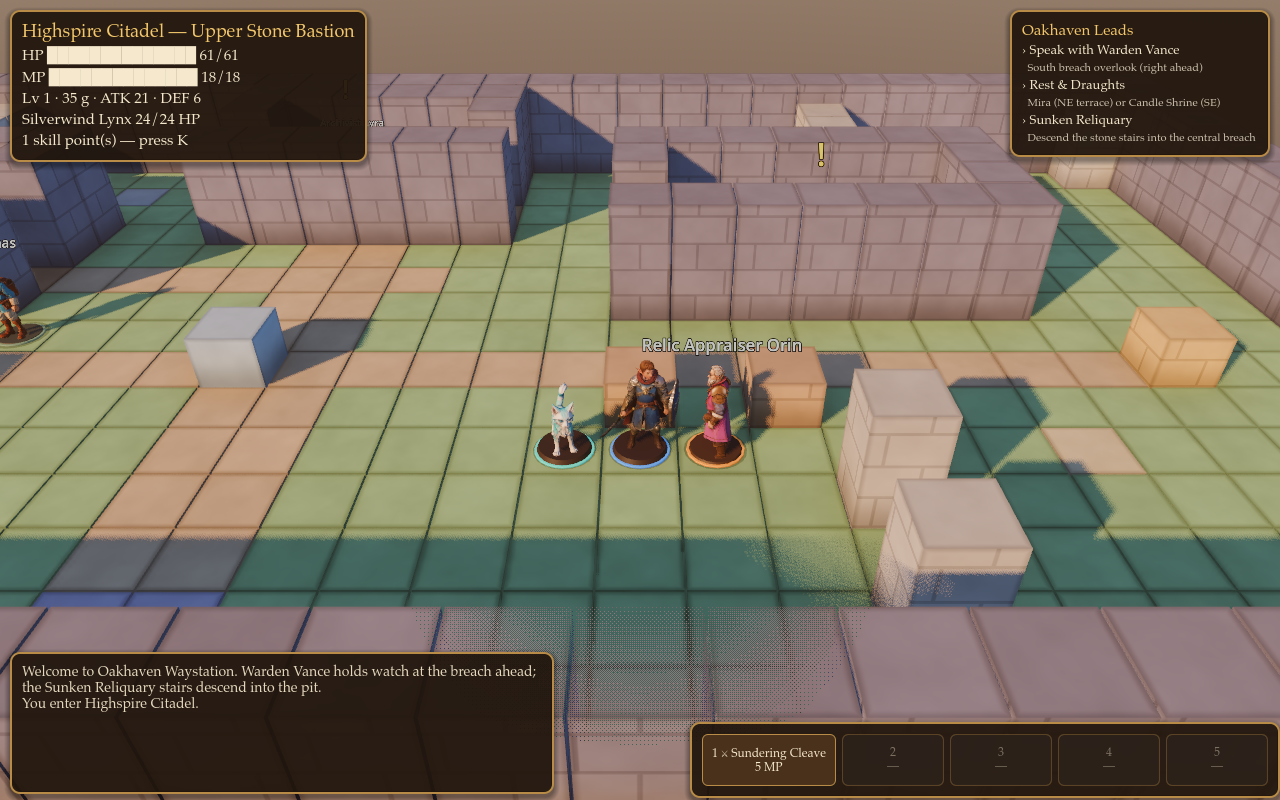 Highspire Citadel — Upper Stone Bastion
HP 61/61
MP 18/18
Lv 1 · 35 g · ATK 21 · DEF 6
Silverwind Lynx 24/24 HP
1 skill point(s) — press K
Oakhaven Leads
› Speak with Warden Vance
South breach overlook (right ahead)
› Rest & Draughts
Mira (NE terrace) or Candle Shrine (SE)
› Sunken Reliquary
Descend the stone stairs into the central breach
!
Relic Appraiser Orin
Welcome to Oakhaven Waystation. Warden Vance holds watch at the breach ahead;
the Sunken Reliquary stairs descend into the pit.
You enter Highspire Citadel.
1 ⚔ Sundering Cleave
5 MP
2
—
3
—
4
—
5
—